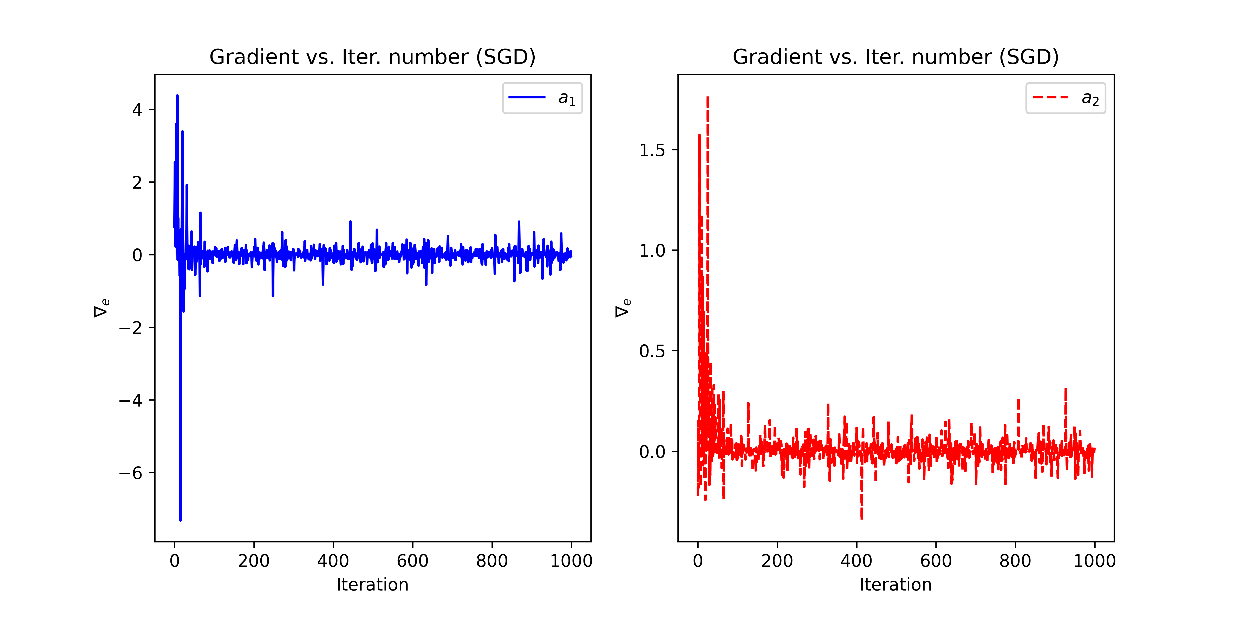 Gradient vs. Iter. number (SGD)
a₁
4
2
0
−2
−4
−6
∇ₑ
0 200 400 600 800 1000
Iteration
Gradient vs. Iter. number (SGD)
a₂
1.5
1.0
0.5
0.0
∇ₑ
0 200 400 600 800 1000
Iteration